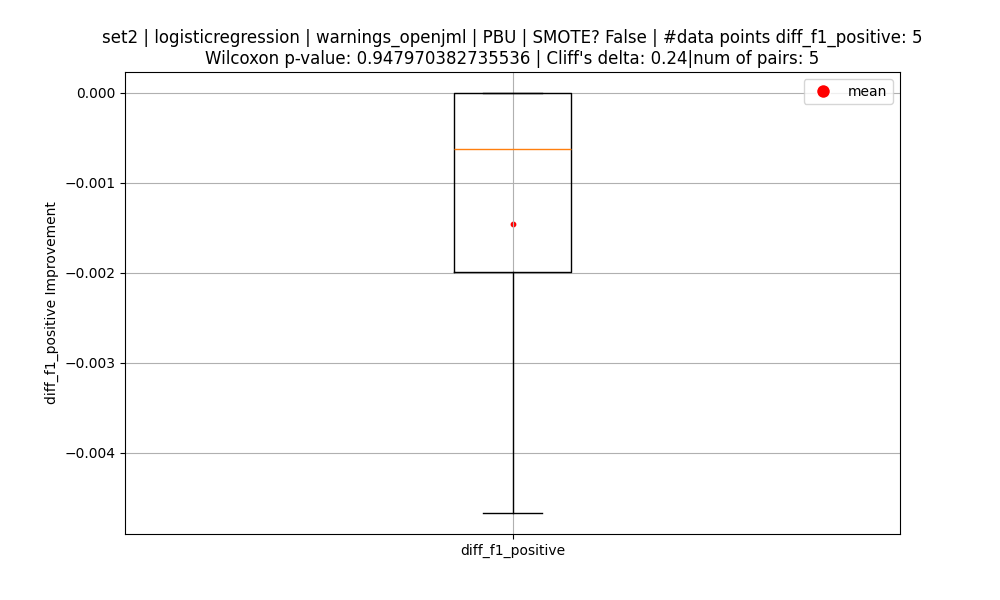 set2 | logisticregression | warnings_openjml | PBU | SMOTE? False | #data points diff_f1_positive: 5
Wilcoxon p-value: 0.947970382735536 | Cliff's delta: 0.24|num of pairs: 5
mean
0.000
−0.001
−0.002
−0.003
−0.004
diff_f1_positive Improvement
diff_f1_positive